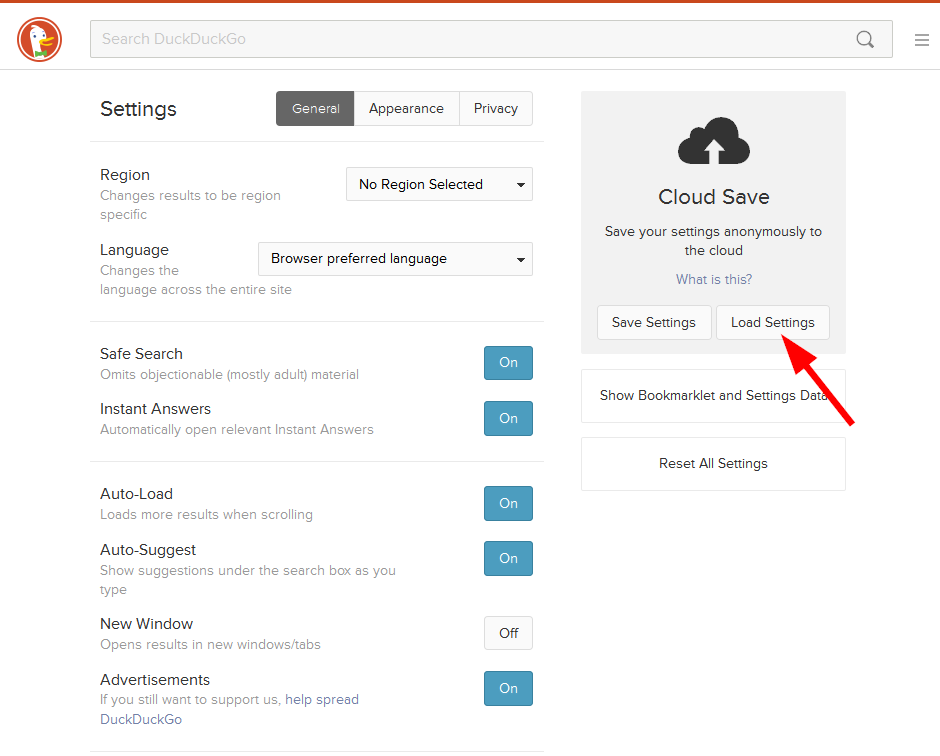 Search DuckDuckGo
Settings
General
Appearance
Privacy
Region
Changes results to be region
specific
No Region Selected
Language
Changes the
language across the entire site
Browser preferred language
Safe Search
Omits objectionable (mostly adult) material
On
Instant Answers
Automatically open relevant Instant Answers
On
Auto-Load
Loads more results when scrolling
On
Auto-Suggest
Show suggestions under the search box as you
type
On
New Window
Opens results in new windows/tabs
Off
Advertisements
If you still want to support us, help spread
DuckDuckGo
On
Cloud Save
Save your settings anonymously to
the cloud
What is this?
Save Settings
Load Settings
Show Bookmarklet and Settings Data
Reset All Settings